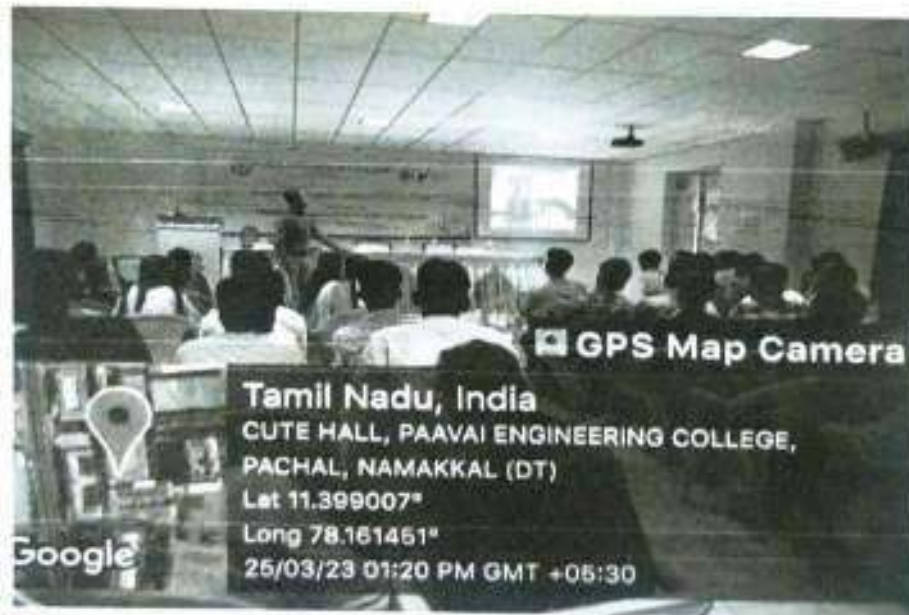 GPS Map Camera
Tamil Nadu, India
CUTE HALL, PAAVAI ENGINEERING COLLEGE,
PACHAL, NAMAKKAL (DT)
Lat 11.399007°
Long 78.161451°
25/03/23 01:20 PM GMT +05:30
Google